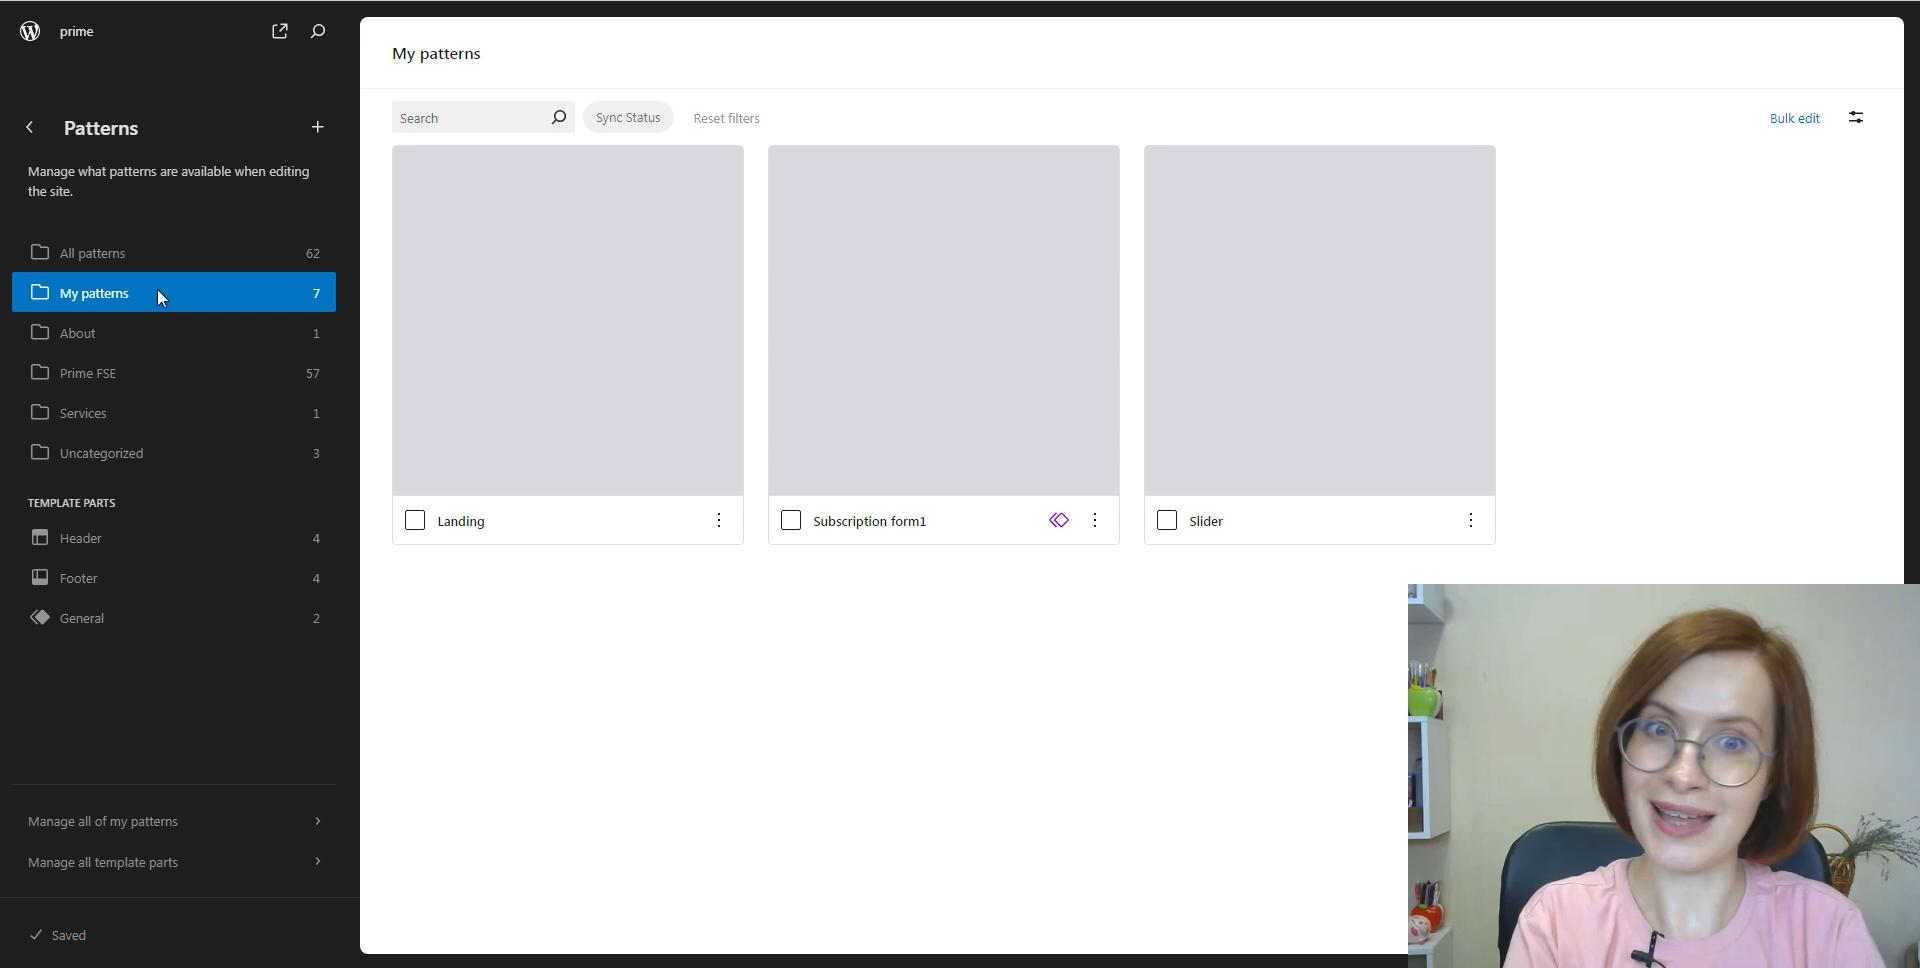 prime
Patterns
Manage what patterns are available when editing
the site.
All patterns 62
My patterns 7
About 1
Prime FSE 57
Services 1
Uncategorized 3
TEMPLATE PARTS
Header 4
Footer 4
General 2
Manage all of my patterns
Manage all template parts
Saved
My patterns
Search
Sync Status
Reset filters
Bulk edit
Landing
Subscription form1
Slider